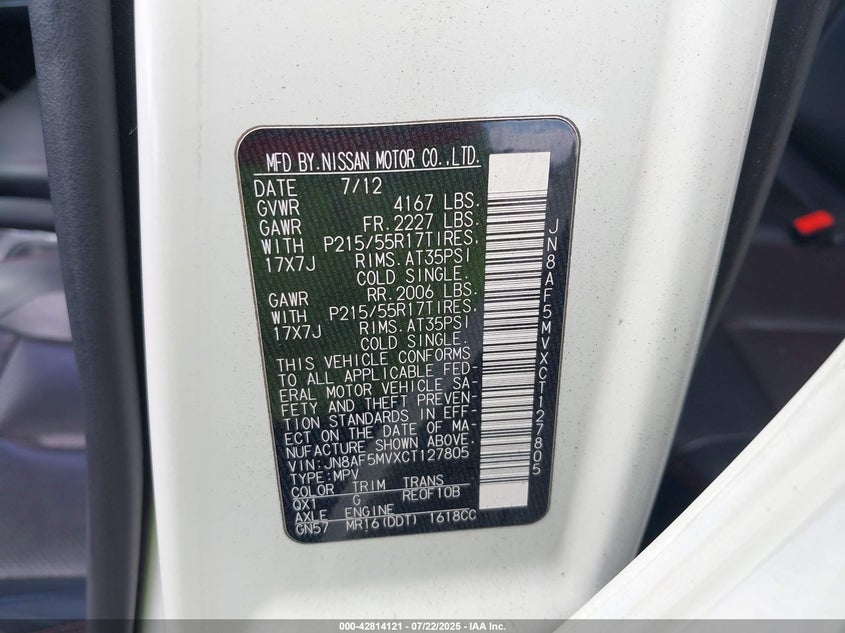 MFD BY.NISSAN MOTOR CO.,LTD.
DATE 7/12
GVWR 4167 LBS.
GAWR FR.2227 LBS.
WITH P215/55R17TIRES.
17X7J RIMS.AT35PSI
COLD SINGLE.
GAWR RR.2006 LBS.
WITH P215/55R17TIRES.
17X7J RIMS.AT35PSI
COLD SINGLE.
THIS VEHICLE CONFORMS
TO ALL APPLICABLE FED-
ERAL MOTOR VEHICLE SA-
FETY AND THEFT PREVEN-
TION STANDARDS IN EFF-
ECT ON THE DATE OF MA-
NUFACTURE SHOWN ABOVE.
VIN:JN8AF5MVXCT127805
TYPE:MPV
COLOR TRIM TRANS
QX1 G RE0F10B
AXLE ENGINE
GN57 MR16(DDT) 1618CC
JN8AF5MVXCT127805
000-42814121 - 07/22/2025 - IAA Inc.